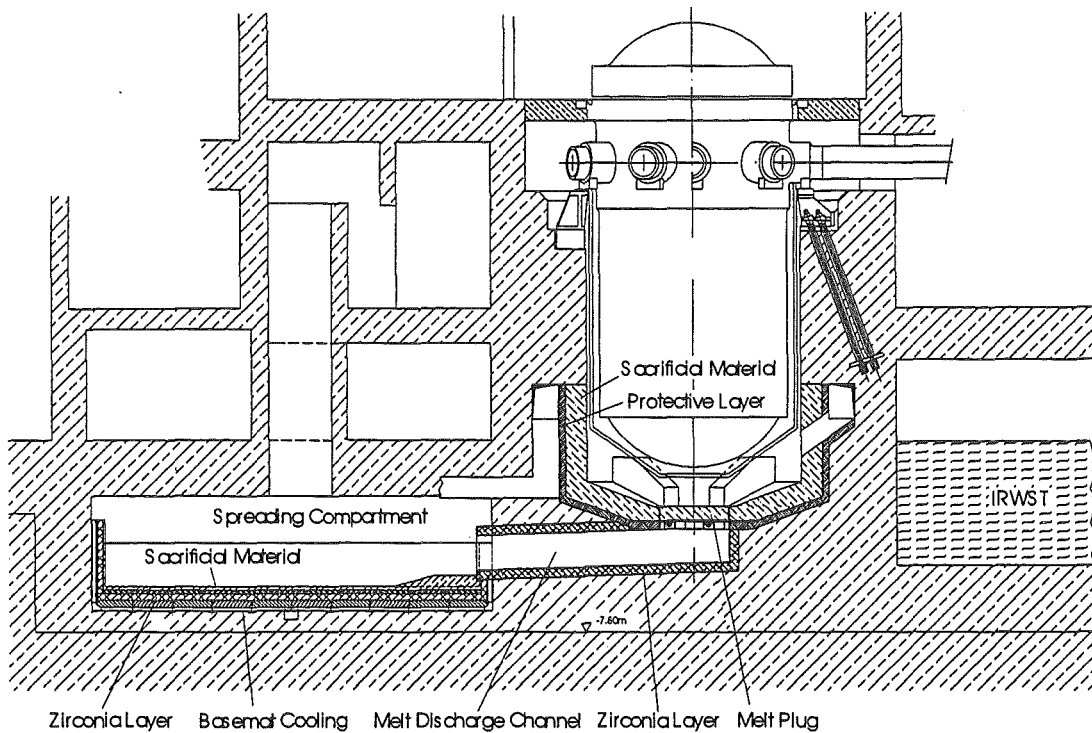 Sacrificial Material
Protective Layer
IRWST
Spreading Compartment
Sacrificial Material
-7.80m
Zirconia Layer
Basemat Cooling
Melt Discharge Channel
Zirconia Layer
Melt Plug